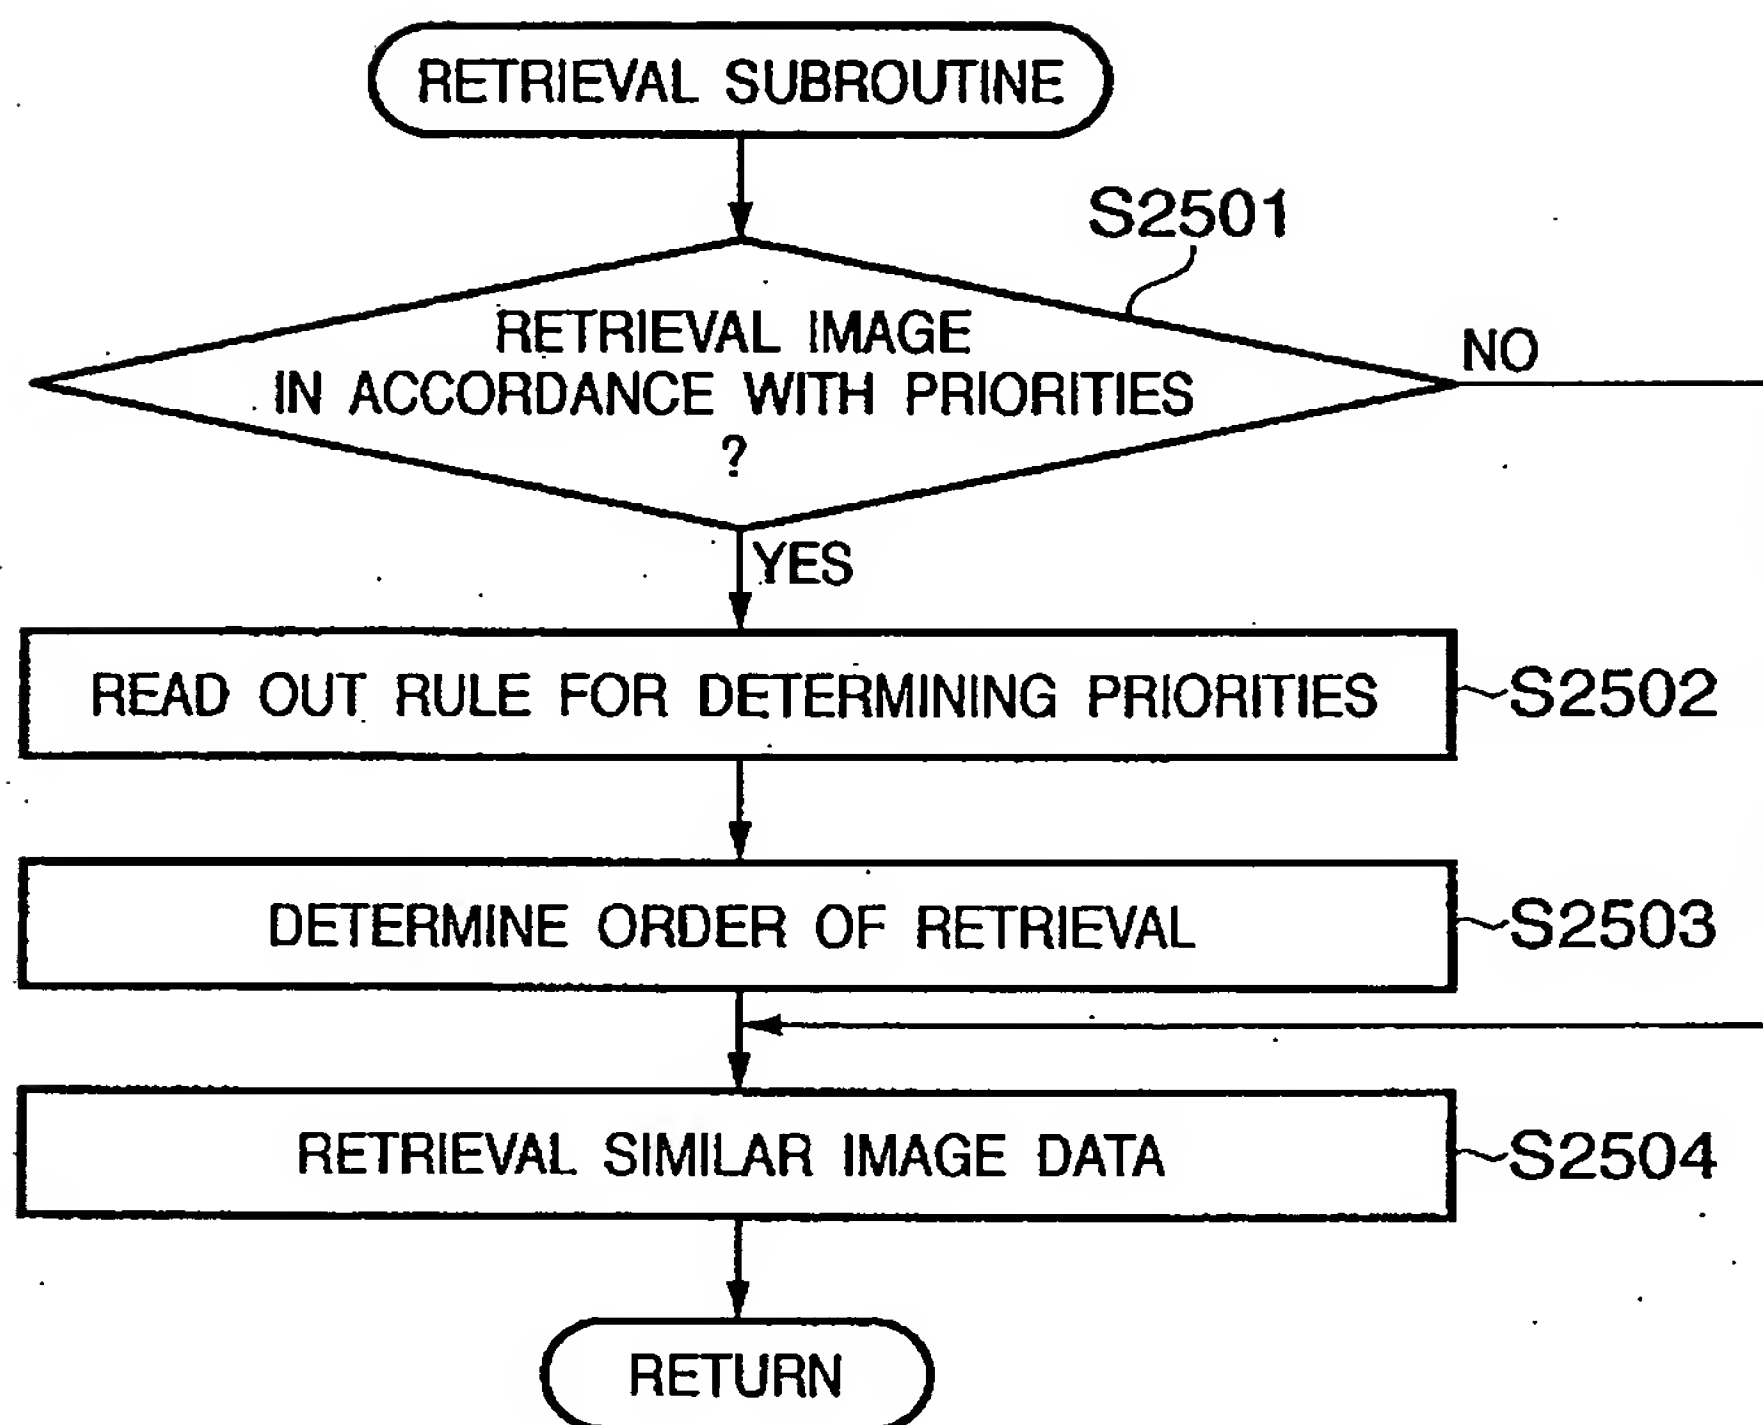 RETRIEVAL SUBROUTINE
S2501
RETRIEVAL IMAGE
IN ACCORDANCE WITH PRIORITIES
?
NO
YES
READ OUT RULE FOR DETERMINING PRIORITIES
S2502
DETERMINE ORDER OF RETRIEVAL
S2503
RETRIEVAL SIMILAR IMAGE DATA
S2504
RETURN